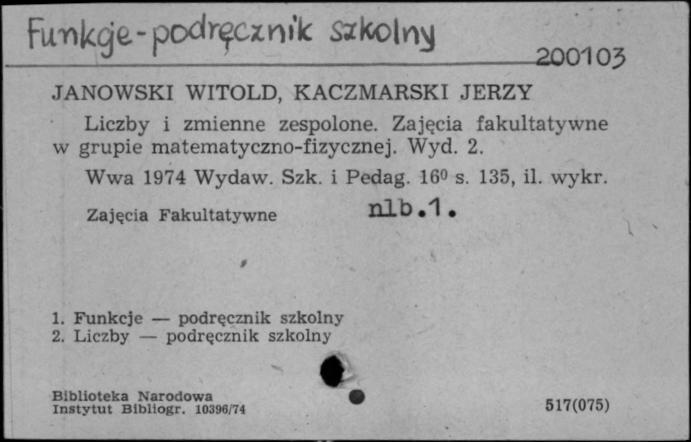 Funkcje-podręcznik szkolny
200103
JANOWSKI WITOLD, KACZMARSKI JERZY
Liczby i zmienne zespolone. Zajęcia fakultatywne
w grupie matematyczno-fizycznej. Wyd. 2.
Wwa 1974 Wydaw. Szk. i Pedag. 16⁰ s. 135, il. wykr.
Zajęcia Fakultatywne nlb.1.
1. Funkcje — podręcznik szkolny
2. Liczby — podręcznik szkolny
Biblioteka Narodowa
Instytut Bibliogr. 10396/74 517(075)